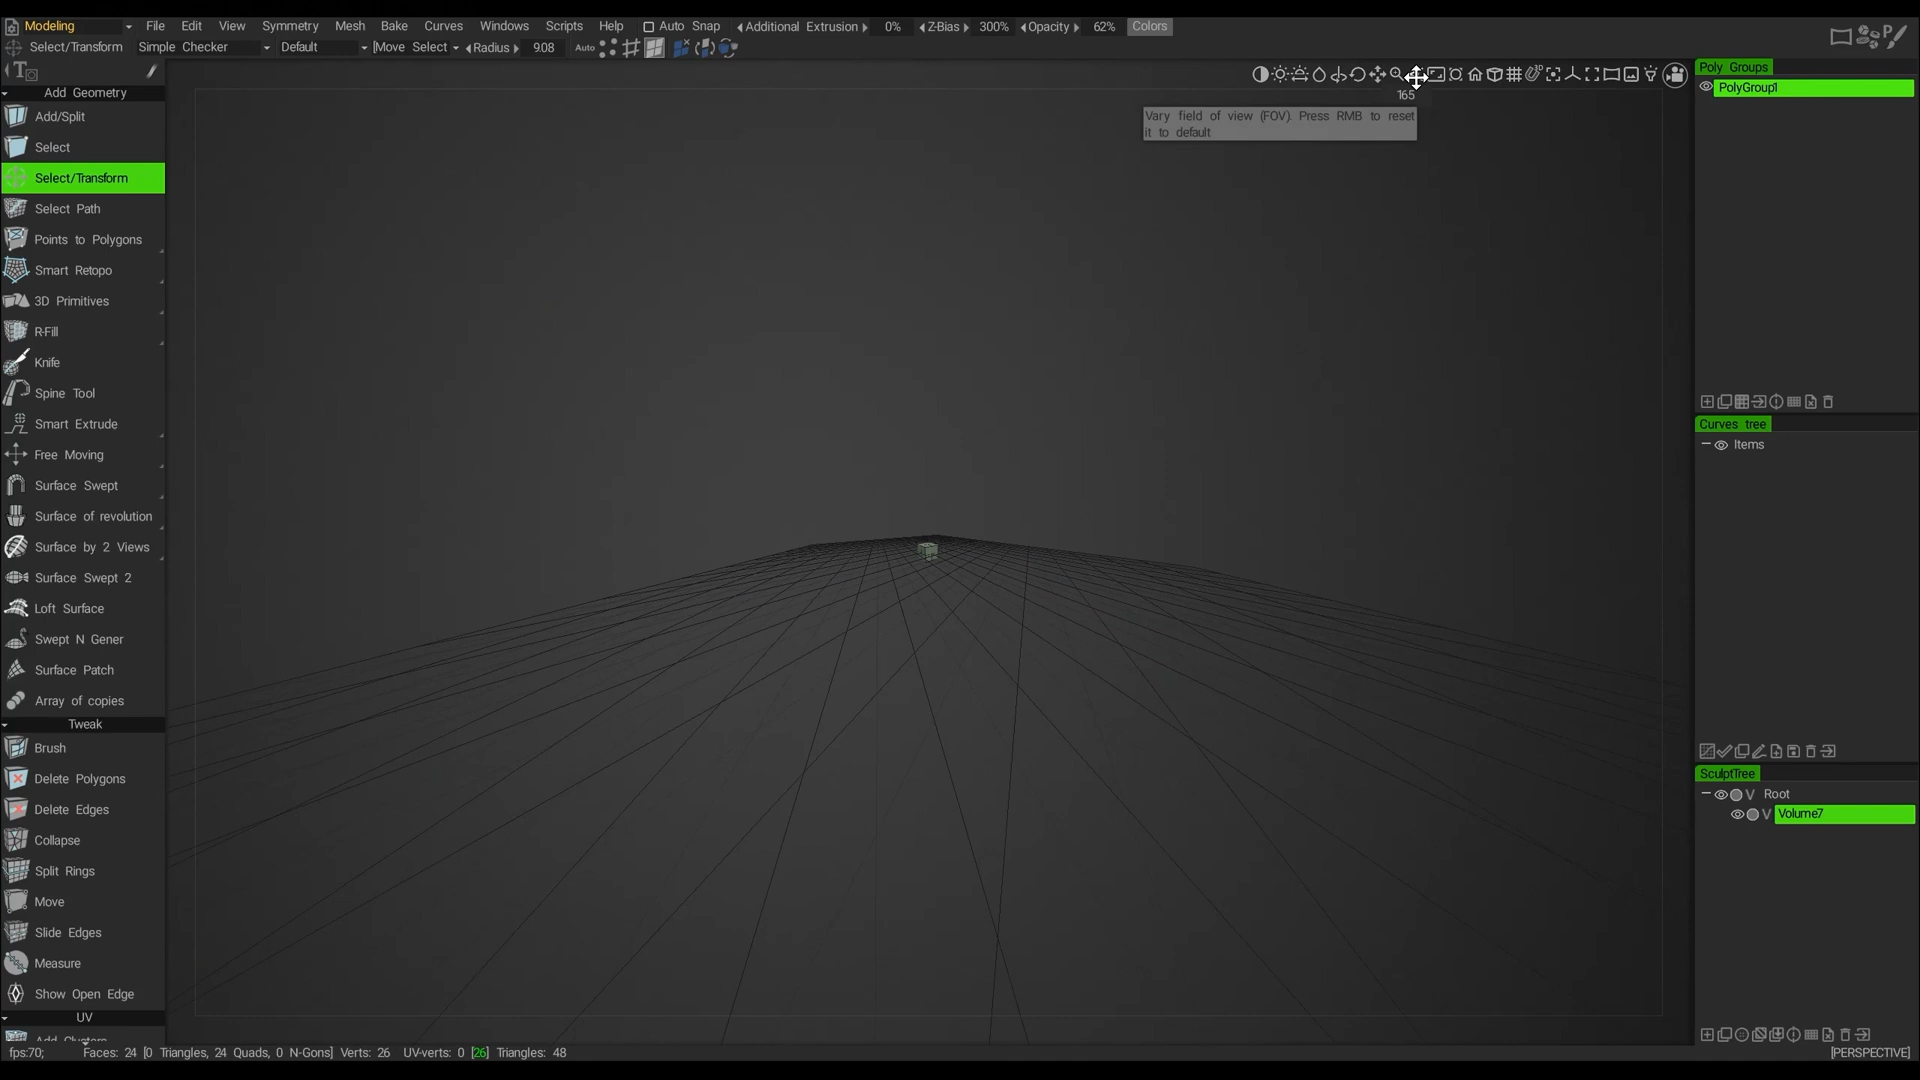 Modeling File Edit View Symmetry Mesh Bake Curves Windows Scripts Help Auto Snap Additional Extrusion 0% Z-Bias 300% Opacity 62% Colors
Select/Transform Simple Checker Default [Move Select Radius 9.08 Auto
165
Vary field of view (FOV). Press RMB to reset
it to default
Add Geometry
Add/Split
Select
Select/Transform
Select Path
Points to Polygons
Smart Retopo
3D Primitives
R-Fill
Knife
Spine Tool
Smart Extrude
Free Moving
Surface Swept
Surface of revolution
Surface by 2 Views
Surface Swept 2
Loft Surface
Swept N Gener
Surface Patch
Array of copies
Tweak
Brush
Delete Polygons
Delete Edges
Collapse
Split Rings
Move
Slide Edges
Measure
Show Open Edge
UV
Add Clusters
Poly Groups
PolyGroup1
Curves tree
Items
SculptTree
V Root
V Volume7
fps:70; Faces: 24 [0 Triangles, 24 Quads, 0 N-Gons] Verts: 26 UV-verts: 0 [26] Triangles: 48
[PERSPECTIVE]